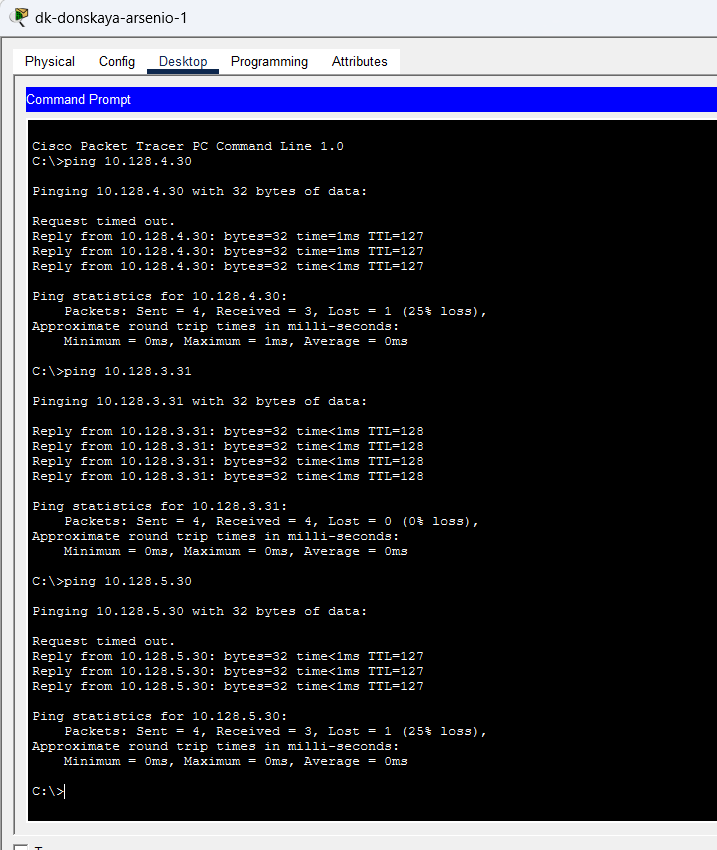 dk-donskaya-arsenio-1
Physical Config Desktop Programming Attributes
Command Prompt
Cisco Packet Tracer PC Command Line 1.0
C:\>ping 10.128.4.30
Pinging 10.128.4.30 with 32 bytes of data:
Request timed out.
Reply from 10.128.4.30: bytes=32 time=1ms TTL=127
Reply from 10.128.4.30: bytes=32 time=1ms TTL=127
Reply from 10.128.4.30: bytes=32 time<1ms TTL=127
Ping statistics for 10.128.4.30:
Packets: Sent = 4, Received = 3, Lost = 1 (25% loss),
Approximate round trip times in milli-seconds:
Minimum = 0ms, Maximum = 1ms, Average = 0ms
C:\>ping 10.128.3.31
Pinging 10.128.3.31 with 32 bytes of data:
Reply from 10.128.3.31: bytes=32 time<1ms TTL=128
Reply from 10.128.3.31: bytes=32 time<1ms TTL=128
Reply from 10.128.3.31: bytes=32 time<1ms TTL=128
Reply from 10.128.3.31: bytes=32 time<1ms TTL=128
Ping statistics for 10.128.3.31:
Packets: Sent = 4, Received = 4, Lost = 0 (0% loss),
Approximate round trip times in milli-seconds:
Minimum = 0ms, Maximum = 0ms, Average = 0ms
C:\>ping 10.128.5.30
Pinging 10.128.5.30 with 32 bytes of data:
Request timed out.
Reply from 10.128.5.30: bytes=32 time<1ms TTL=127
Reply from 10.128.5.30: bytes=32 time<1ms TTL=127
Reply from 10.128.5.30: bytes=32 time<1ms TTL=127
Ping statistics for 10.128.5.30:
Packets: Sent = 4, Received = 3, Lost = 1 (25% loss),
Approximate round trip times in milli-seconds:
Minimum = 0ms, Maximum = 0ms, Average = 0ms
C:\>